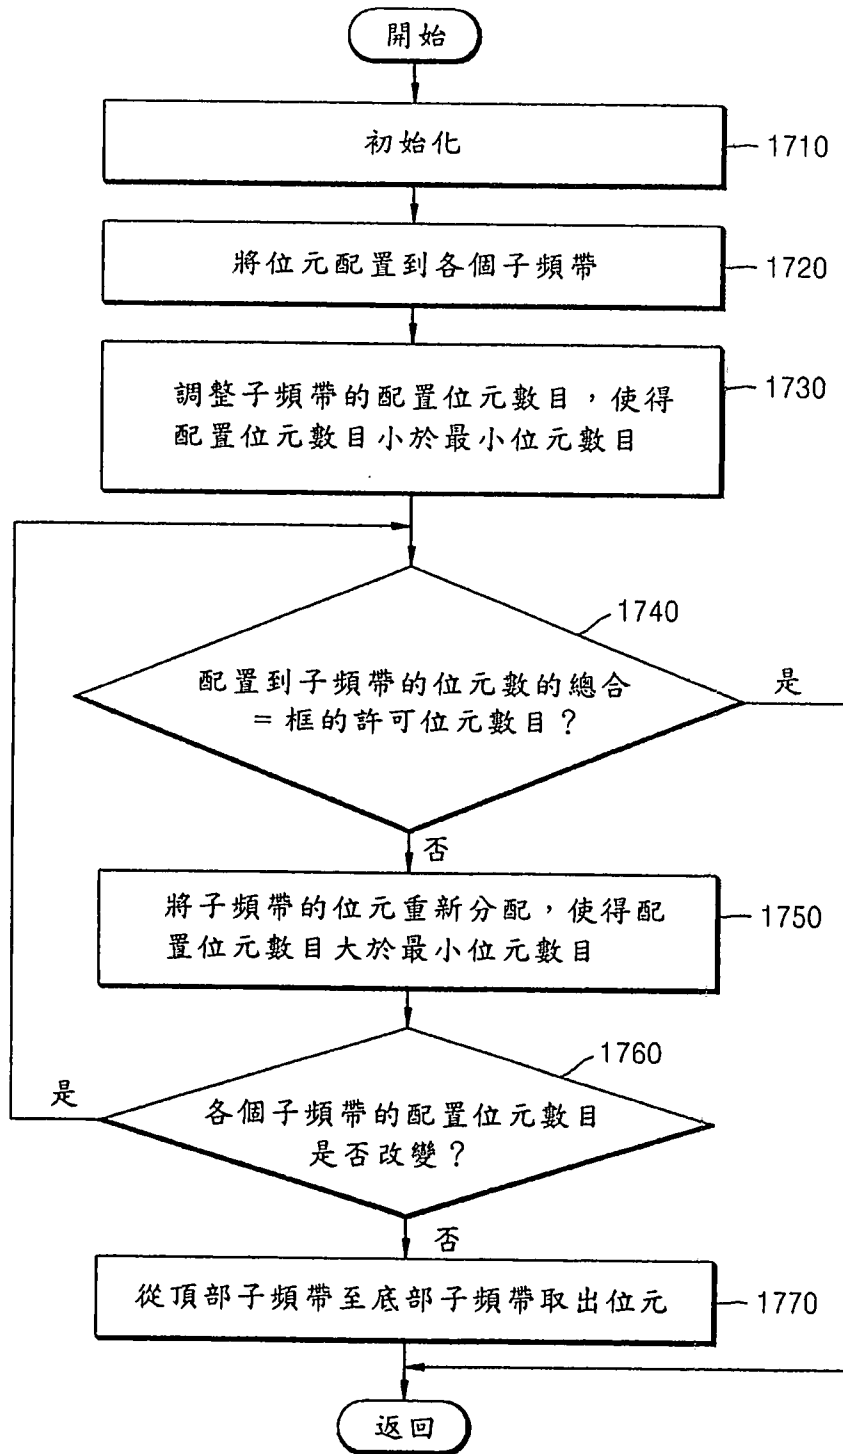 開始
初始化
1710
將位元配置到各個子頻帶
1720
調整子頻帶的配置位元數目,使得
配置位元數目小於最小位元數目
1730
1740
配置到子頻帶的位元數的總合
= 框的許可位元數目?
是
否
將子頻帶的位元重新分配,使得配
置位元數目大於最小位元數目
1750
1760
是
各個子頻帶的配置位元數目
是否改變?
否
從頂部子頻帶至底部子頻帶取出位元
1770
返回